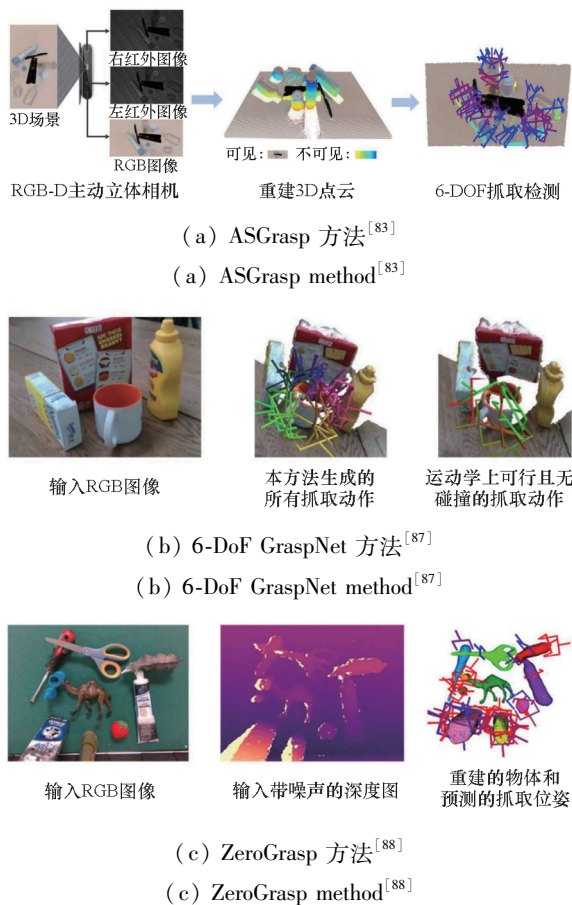 右红外图像
左红外图像
3D场景
RGB图像
可见：
不可见：
RGB-D主动立体相机
重建3D点云
6-DOF抓取检测
（a）ASGrasp 方法[83]
（a）ASGrasp method[83]
输入RGB图像
本方法生成的
所有抓取动作
运动学上可行且无
碰撞的抓取动作
（b）6-DoF GraspNet 方法[87]
（b）6-DoF GraspNet method[87]
输入RGB图像
输入带噪声的深度图
重建的物体和
预测的抓取位姿
（c）ZeroGrasp 方法[88]
（c）ZeroGrasp method[88]